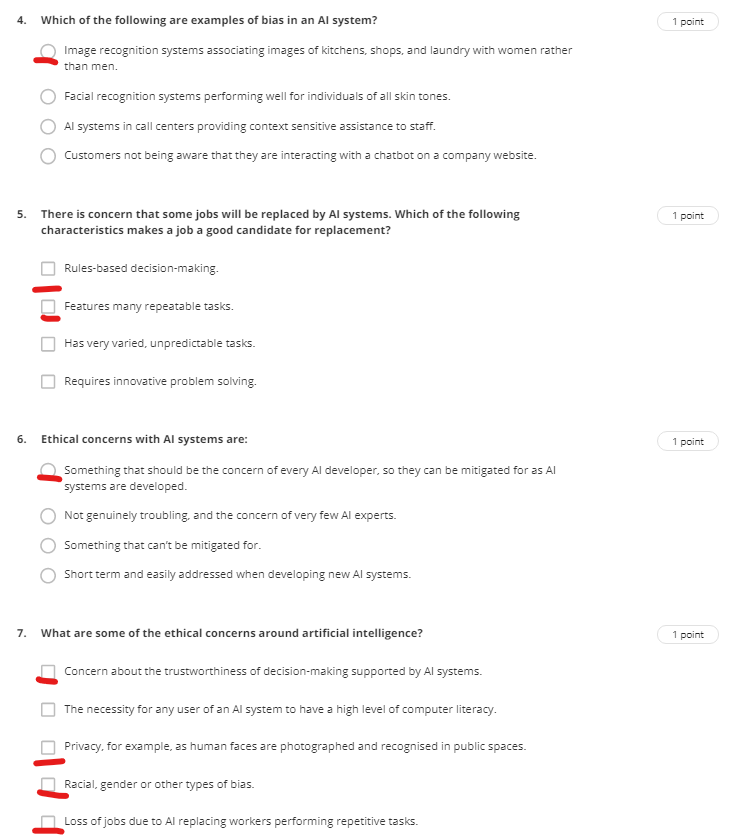 4. Which of the following are examples of bias in an AI system? 1 point
Image recognition systems associating images of kitchens, shops, and laundry with women rather
than men.
Facial recognition systems performing well for individuals of all skin tones.
AI systems in call centers providing context sensitive assistance to staff.
Customers not being aware that they are interacting with a chatbot on a company website.
5. There is concern that some jobs will be replaced by AI systems. Which of the following 1 point
characteristics makes a job a good candidate for replacement?
Rules-based decision-making.
Features many repeatable tasks.
Has very varied, unpredictable tasks.
Requires innovative problem solving.
6. Ethical concerns with AI systems are: 1 point
Something that should be the concern of every AI developer, so they can be mitigated for as AI
systems are developed.
Not genuinely troubling, and the concern of very few AI experts.
Something that can't be mitigated for.
Short term and easily addressed when developing new AI systems.
7. What are some of the ethical concerns around artificial intelligence? 1 point
Concern about the trustworthiness of decision-making supported by AI systems.
The necessity for any user of an AI system to have a high level of computer literacy.
Privacy, for example, as human faces are photographed and recognised in public spaces.
Racial, gender or other types of bias.
Loss of jobs due to AI replacing workers performing repetitive tasks.